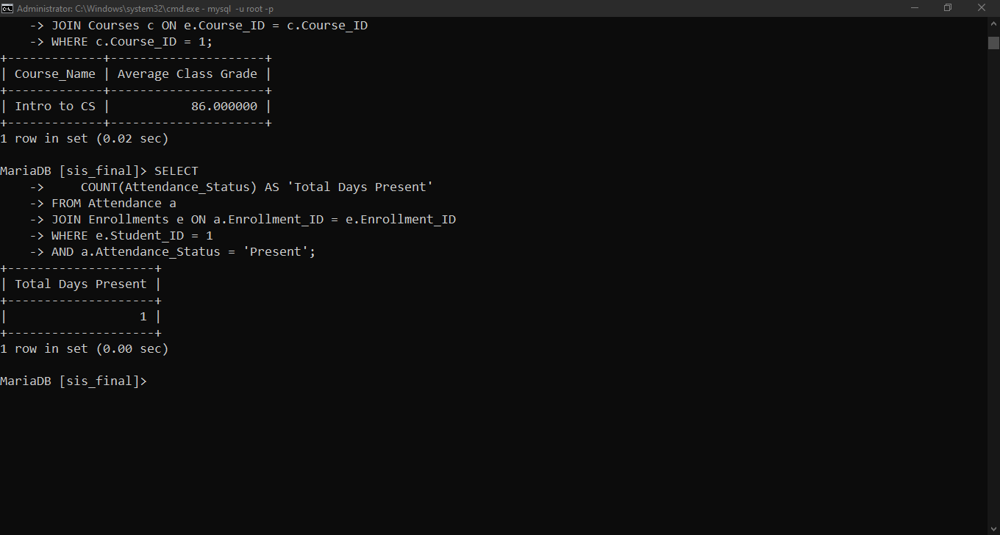 Administrator: C:\Windows\system32\cmd.exe - mysql  -u root -p
    -> JOIN Courses c ON e.Course_ID = c.Course_ID
    -> WHERE c.Course_ID = 1;
+-------------+---------------------+
| Course_Name | Average Class Grade |
+-------------+---------------------+
| Intro to CS |           86.000000 |
+-------------+---------------------+
1 row in set (0.02 sec)

MariaDB [sis_final]> SELECT
    ->     COUNT(Attendance_Status) AS 'Total Days Present'
    -> FROM Attendance a
    -> JOIN Enrollments e ON a.Enrollment_ID = e.Enrollment_ID
    -> WHERE e.Student_ID = 1
    -> AND a.Attendance_Status = 'Present';
+--------------------+
| Total Days Present |
+--------------------+
|                  1 |
+--------------------+
1 row in set (0.00 sec)

MariaDB [sis_final]>